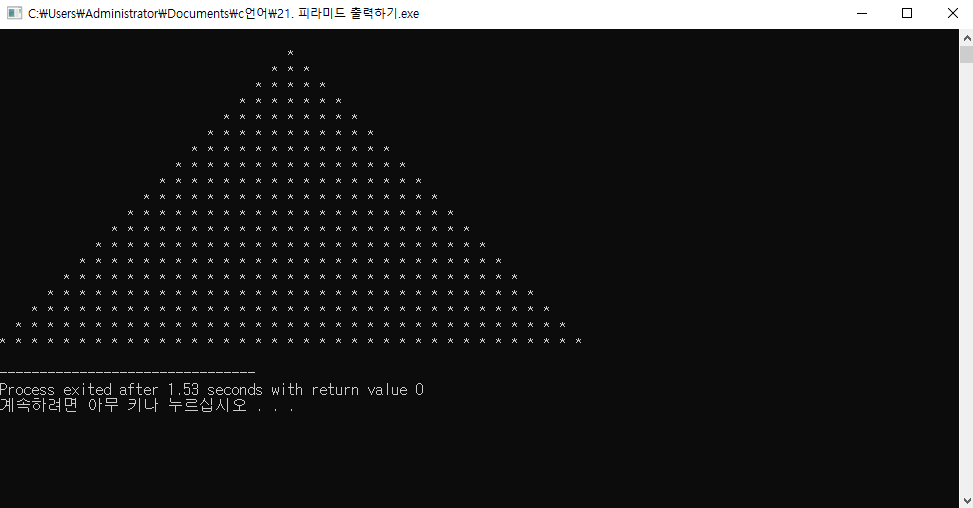 C:₩Users₩Administrator₩Documents₩c언어₩21. 피라미드 출력하기.exe
                                    *
                                  * * *
                                * * * * *
                              * * * * * * *
                            * * * * * * * * *
                          * * * * * * * * * * *
                        * * * * * * * * * * * * *
                      * * * * * * * * * * * * * * *
                    * * * * * * * * * * * * * * * * *
                  * * * * * * * * * * * * * * * * * * *
                * * * * * * * * * * * * * * * * * * * * *
              * * * * * * * * * * * * * * * * * * * * * * *
            * * * * * * * * * * * * * * * * * * * * * * * * *
          * * * * * * * * * * * * * * * * * * * * * * * * * * *
        * * * * * * * * * * * * * * * * * * * * * * * * * * * * *
      * * * * * * * * * * * * * * * * * * * * * * * * * * * * * * *
    * * * * * * * * * * * * * * * * * * * * * * * * * * * * * * * * *
  * * * * * * * * * * * * * * * * * * * * * * * * * * * * * * * * * * *
* * * * * * * * * * * * * * * * * * * * * * * * * * * * * * * * * * * * *
--------------------------------
Process exited after 1.53 seconds with return value 0
계속하려면 아무 키나 누르십시오 . . .